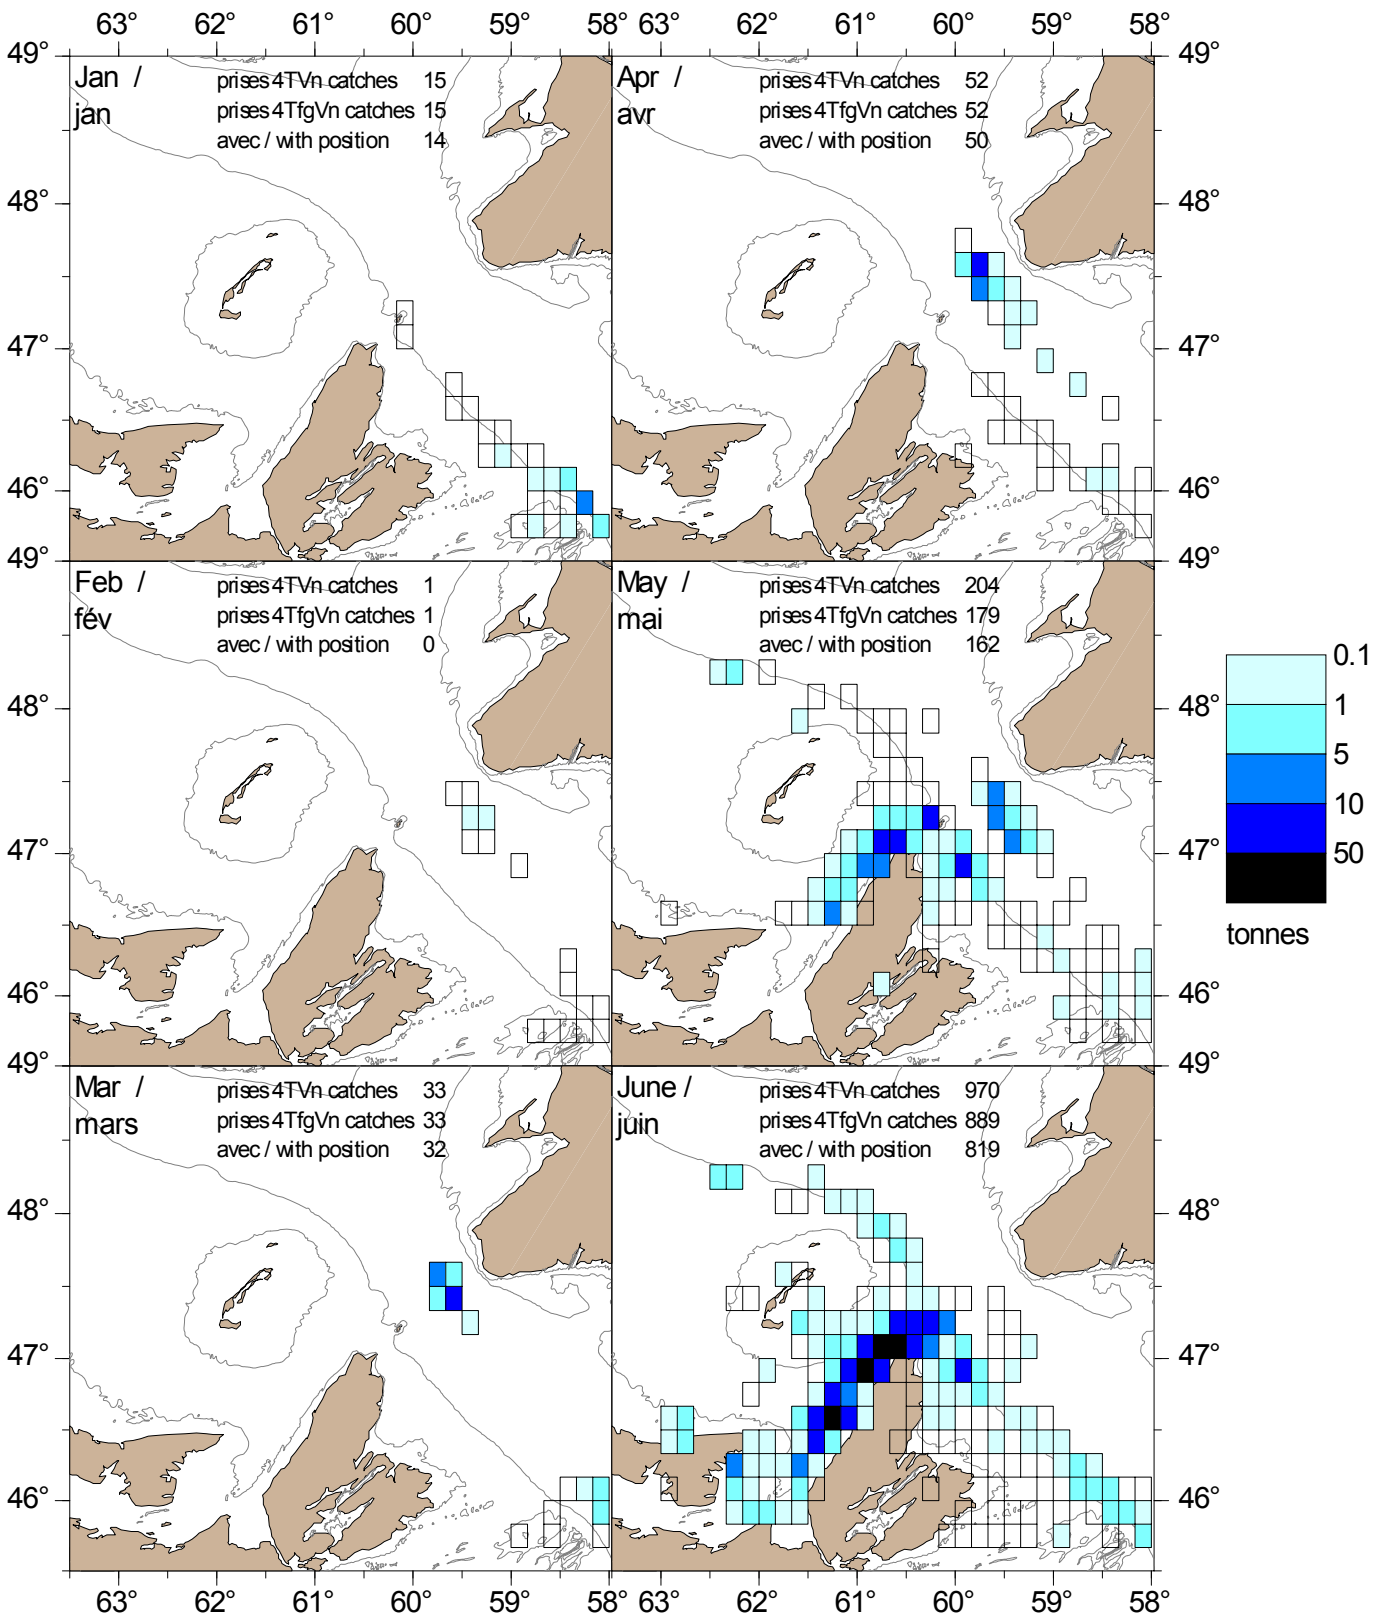 63° 62° 61° 60° 59° 58° 63° 62° 61° 60° 59° 58°
49° 49°
Jan / jan
prises 4TVn catches 15
prises 4TfgVn catches 15
avec / with position 14
Apr / avr
prises 4TVn catches 52
prises 4TfgVn catches 52
avec / with position 50
48° 48°
47° 47°
46° 46°
49° 49°
Feb / fév
prises 4TVn catches 1
prises 4TfgVn catches 1
avec / with position 0
May / mai
prises 4TVn catches 204
prises 4TfgVn catches 179
avec / with position 162
48° 48°
47° 47°
46° 46°
49° 49°
0.1
1
5
10
50
tonnes
Mar / mars
prises 4TVn catches 33
prises 4TfgVn catches 33
avec / with position 32
June / juin
prises 4TVn catches 970
prises 4TfgVn catches 889
avec / with position 819
48° 48°
47° 47°
46° 46°
63° 62° 61° 60° 59° 58° 63° 62° 61° 60° 59° 58°